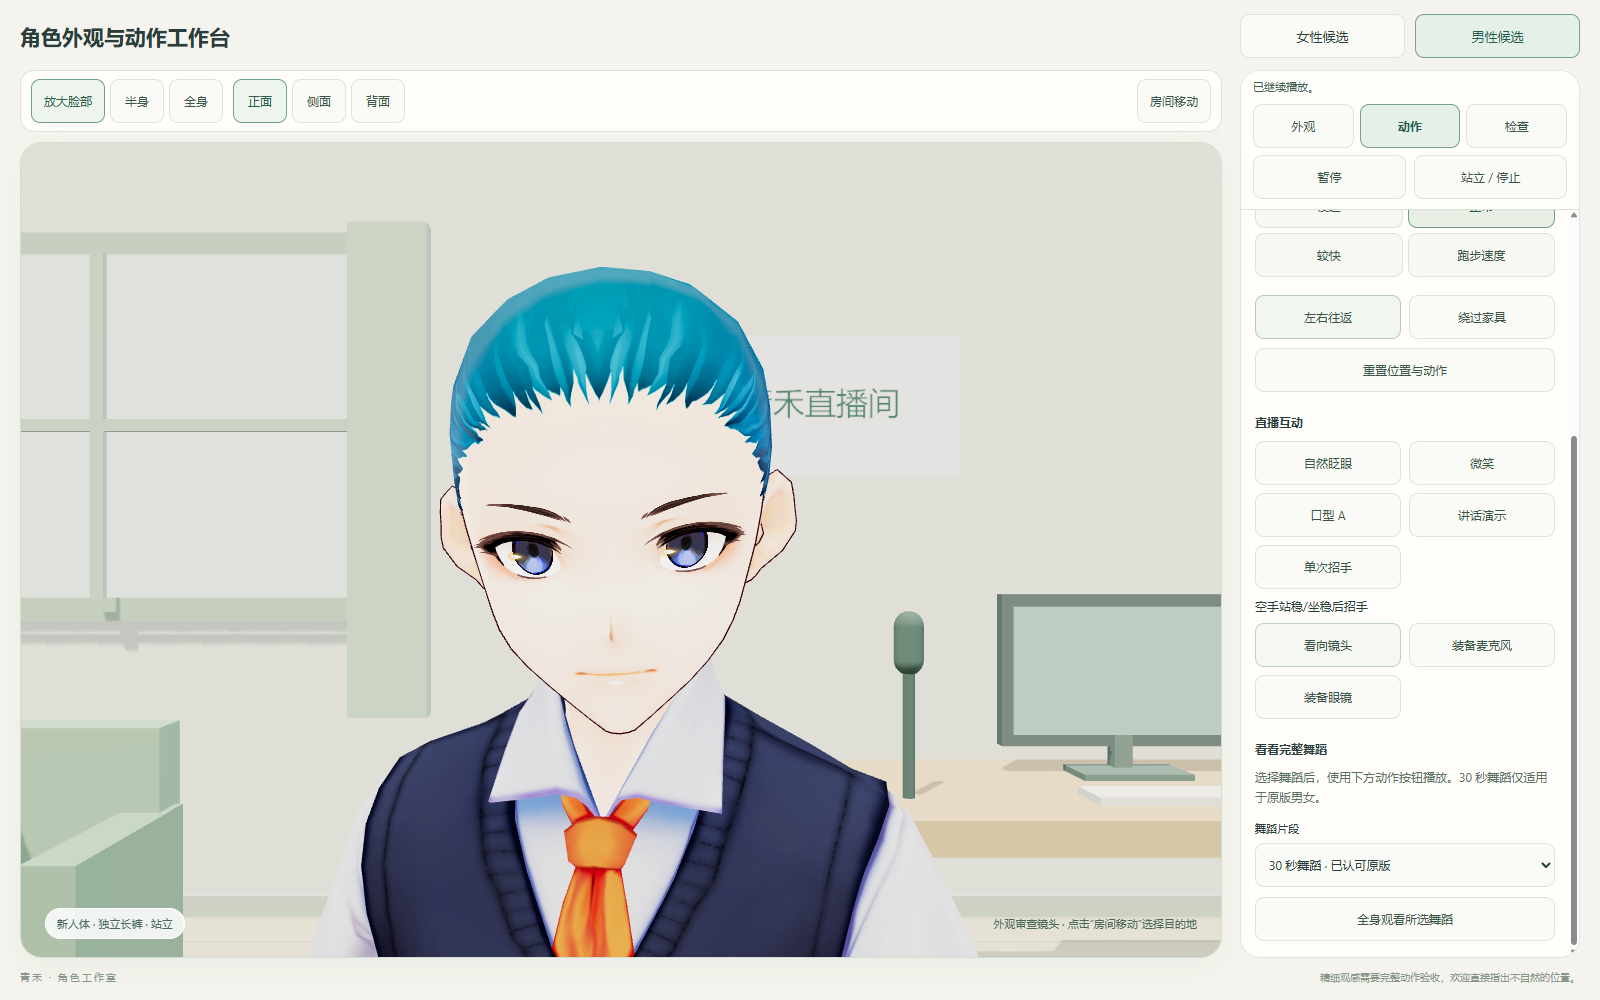 角色外观与动作工作台
女性候选
男性候选
放大脸部
半身
全身
正面
侧面
背面
房间移动
已继续播放。
外观
动作
检查
暂停
站立 / 停止
较快
跑步速度
左右往返
绕过家具
重置位置与动作
直播互动
自然眨眼
微笑
口型 A
讲话演示
单次招手
空手站稳/坐稳后招手
看向镜头
装备麦克风
装备眼镜
看看完整舞蹈
选择舞蹈后，使用下方动作按钮播放。30 秒舞蹈仅适用
于原版男女。
舞蹈片段
30 秒舞蹈 · 已认可原版
全身观看所选舞蹈
禾直播间
新人体 · 独立长裤 · 站立
外观审查镜头 · 点击“房间移动”选择目的地
青禾 · 角色工作室
精细观感需要完整动作验收，欢迎直接指出不自然的位置。